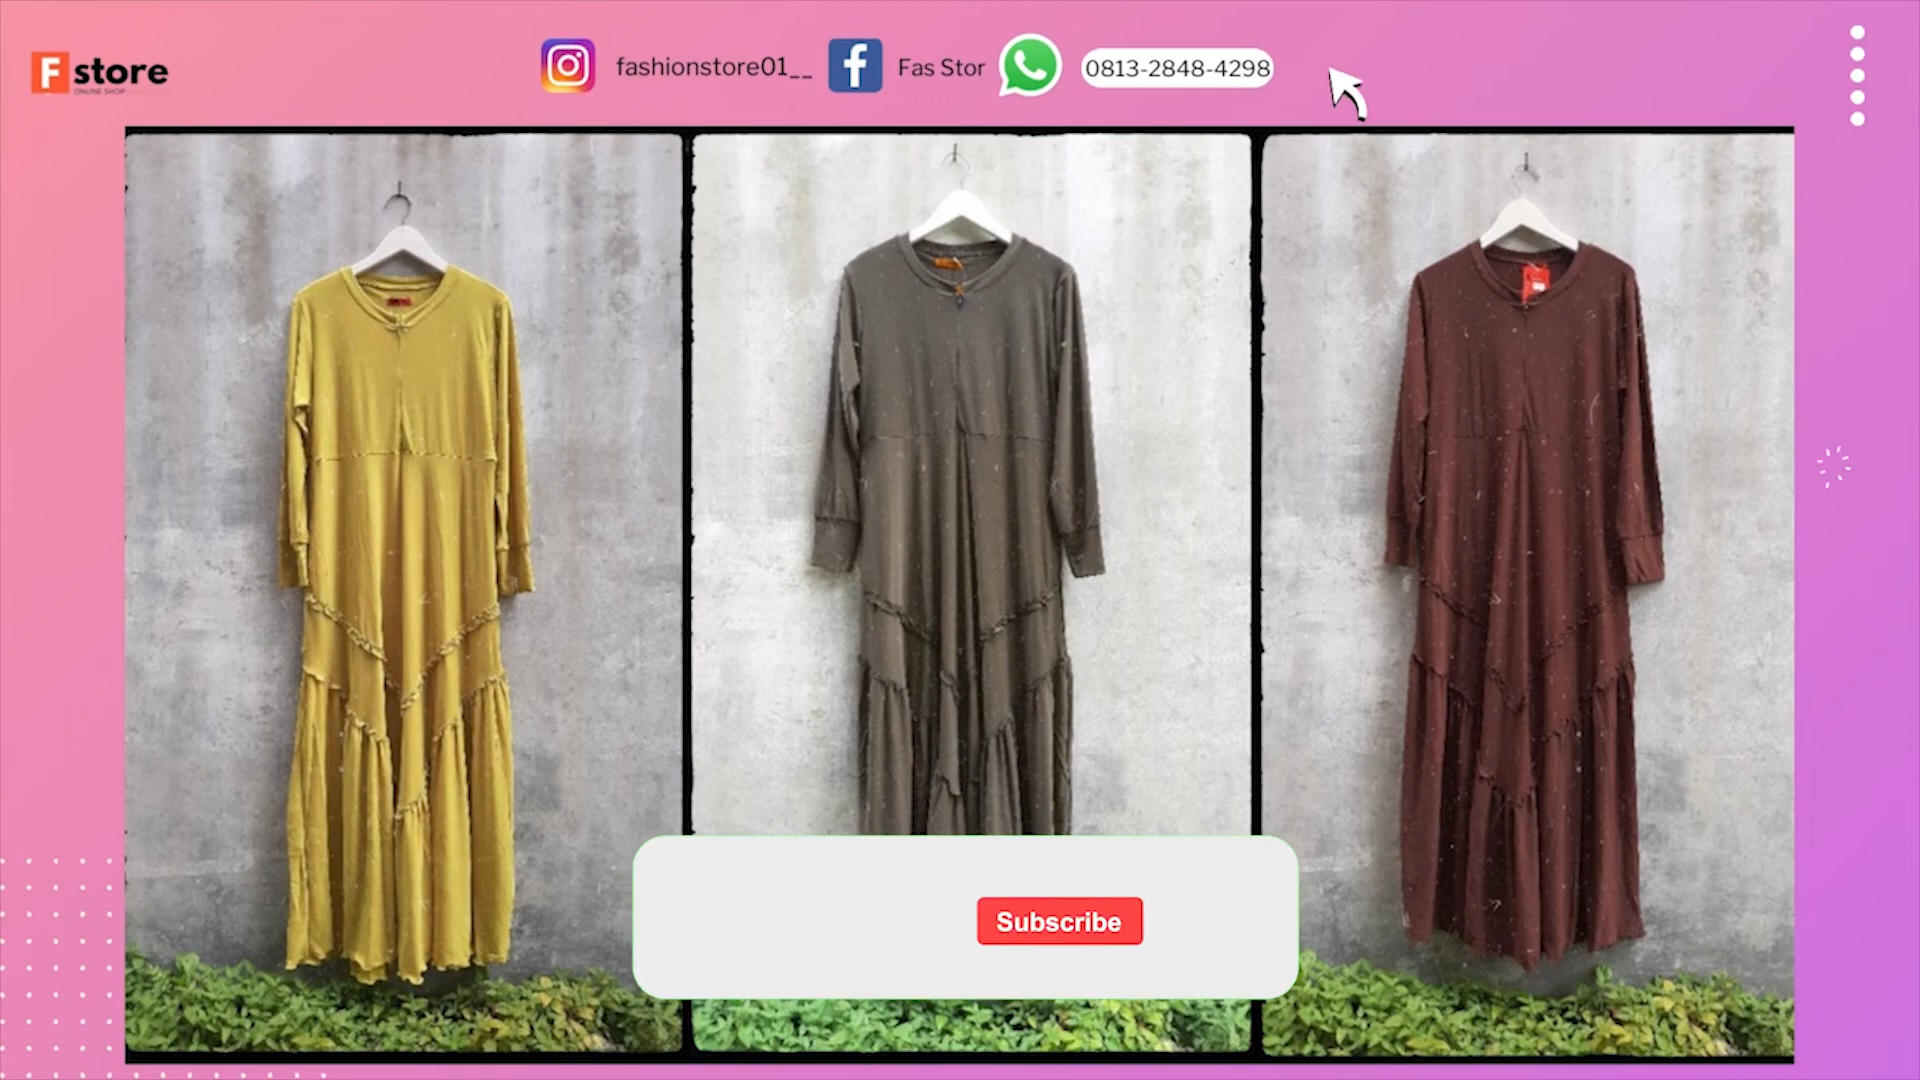 F store
ONLINE SHOP
fashionstore01__
Fas Stor
0813-2848-4298
Subscribe